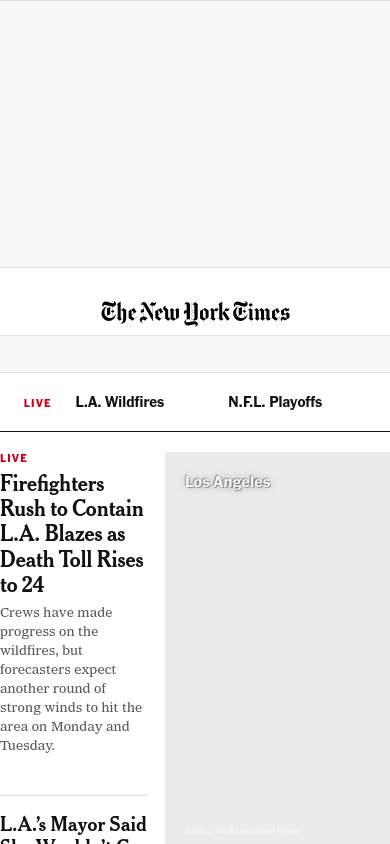 The New York Times
LIVE
L.A. Wildfires
N.F.L. Playoffs
LIVE
Firefighters
Rush to Contain
L.A. Blazes as
Death Toll Rises
to 24
Crews have made
progress on the
wildfires, but
forecasters expect
another round of
strong winds to hit the
area on Monday and
Tuesday.
Los Angeles
KABC, via Associated Press
L.A.’s Mayor Said
She Wouldn’t